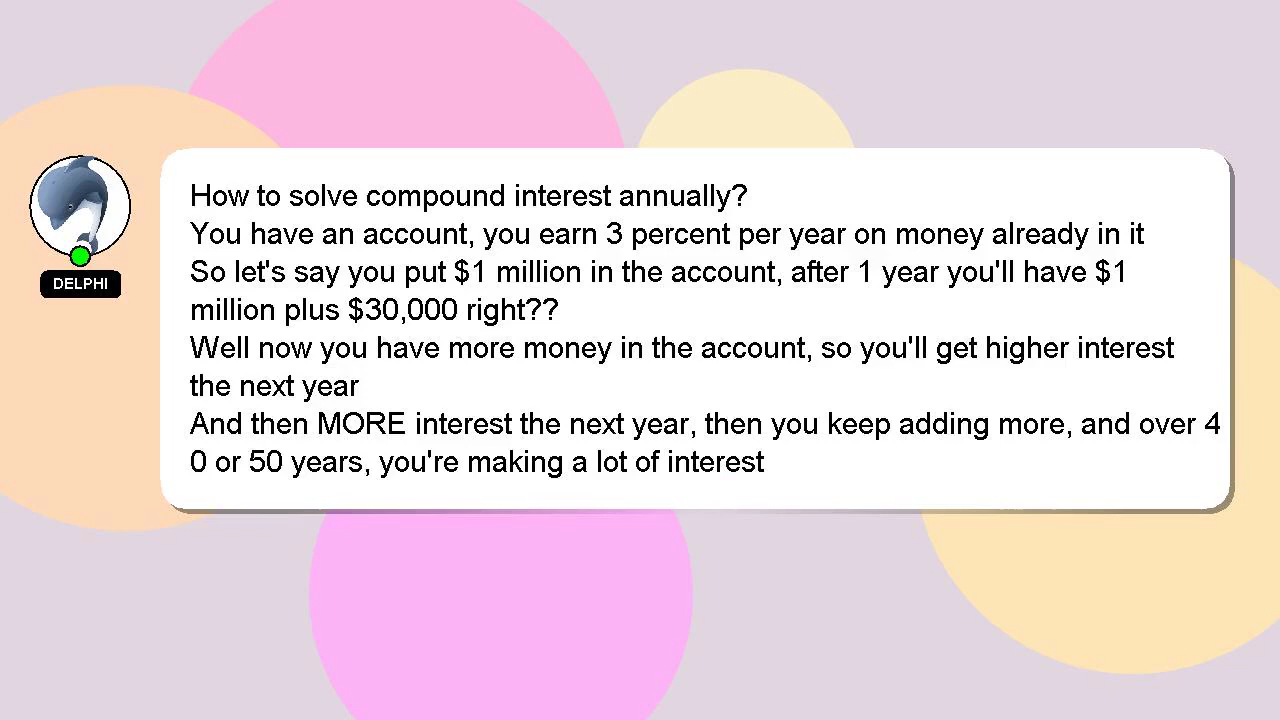 How to solve compound interest annually?
You have an account, you earn 3 percent per year on money already in it
So let's say you put $1 million in the account, after 1 year you'll have $1
million plus $30,000 right??
Well now you have more money in the account, so you'll get higher interest
the next year
And then MORE interest the next year, then you keep adding more, and over 4
0 or 50 years, you're making a lot of interest
DELPHI